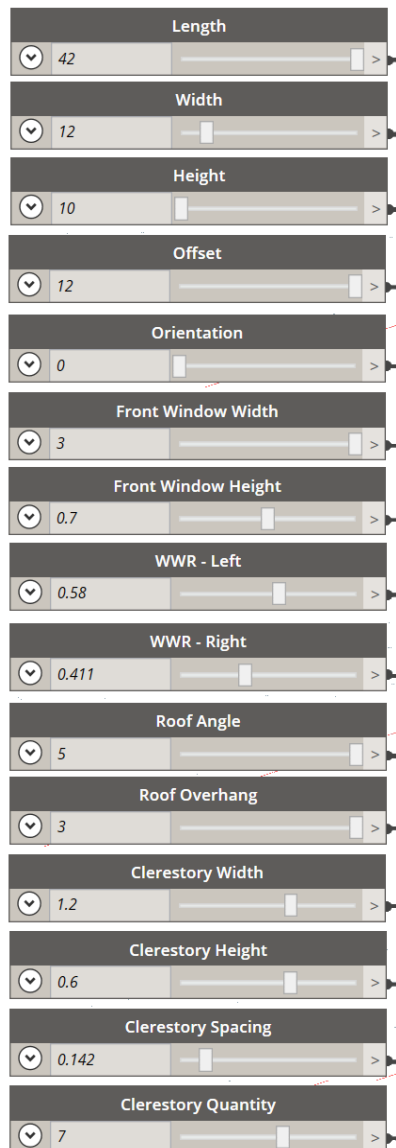 Length
42 >
Width
12 >
Height
10 >
Offset
12 >
Orientation
0 >
Front Window Width
3 >
Front Window Height
0.7 >
WWR - Left
0.58 >
WWR - Right
0.411 >
Roof Angle
5 >
Roof Overhang
3 >
Clerestory Width
1.2 >
Clerestory Height
0.6 >
Clerestory Spacing
0.142 >
Clerestory Quantity
7 >